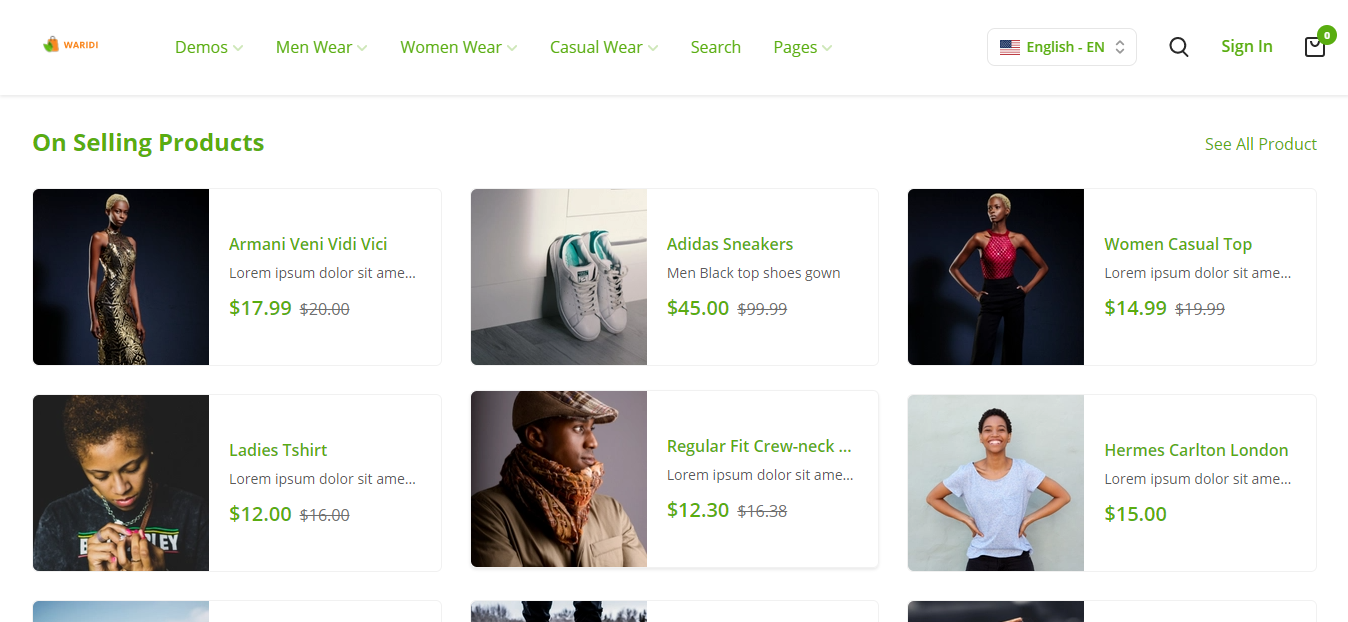 WARIDI
Demos
Men Wear
Women Wear
Casual Wear
Search
Pages
English - EN
Sign In
0
On Selling Products
See All Product
Armani Veni Vidi Vici
Lorem ipsum dolor sit ame...
$17.99 $20.00
Adidas Sneakers
Men Black top shoes gown
$45.00 $99.99
Women Casual Top
Lorem ipsum dolor sit ame...
$14.99 $19.99
Ladies Tshirt
Lorem ipsum dolor sit ame...
$12.00 $16.00
Regular Fit Crew-neck ...
Lorem ipsum dolor sit ame...
$12.30 $16.38
Hermes Carlton London
Lorem ipsum dolor sit ame...
$15.00